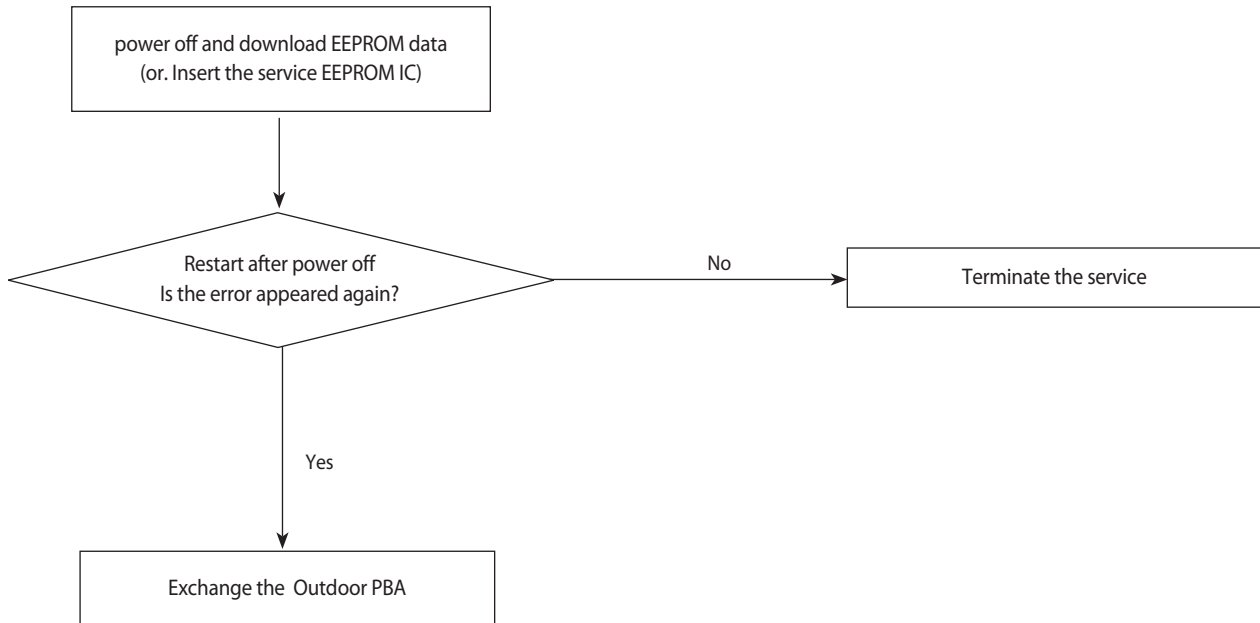 power off and download EEPROM data
(or. Insert the service EEPROM IC)
Restart after power off
Is the error appeared again?
No
Terminate the service
Yes
Exchange the Outdoor PBA